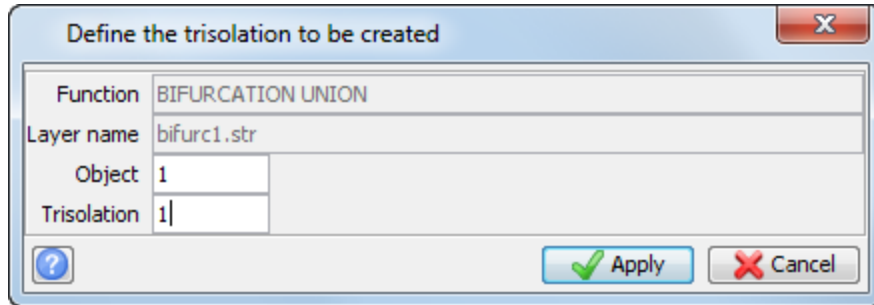 Define the trisolation to be created
Function BIFURCATION UNION
Layer name bifurc1.str
Object 1
Trisolation 1
? Apply Cancel